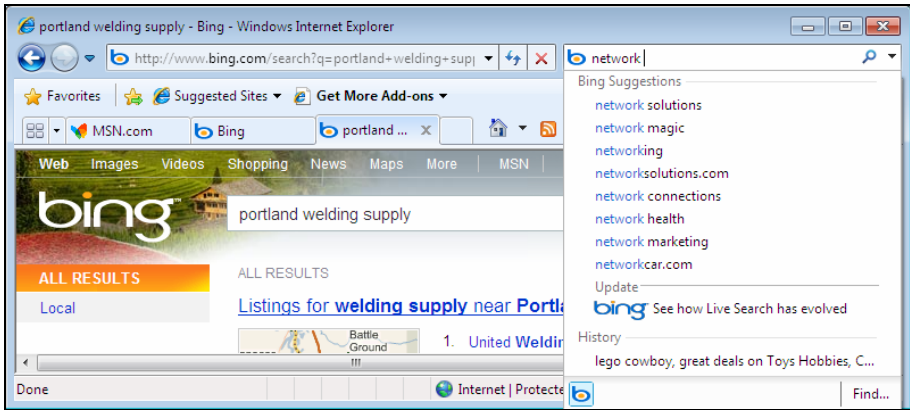 portland welding supply - Bing - Windows Internet Explorer
http://www.bing.com/search?q=portland+welding+sup
network
Favorites Suggested Sites Get More Add-ons
MSN.com Bing portland ... x
Web Images Videos Shopping News Maps More MSN
bing
portland welding supply
ALL RESULTS
Local
ALL RESULTS
Listings for welding supply near Portla
Battle
Ground
1. United Weldin
Done
Internet | Protecte
Bing Suggestions
network solutions
network magic
networking
networksolutions.com
network connections
network health
network marketing
networkcar.com
Update
bing See how Live Search has evolved
History
lego cowboy, great deals on Toys Hobbies, C...
Find...